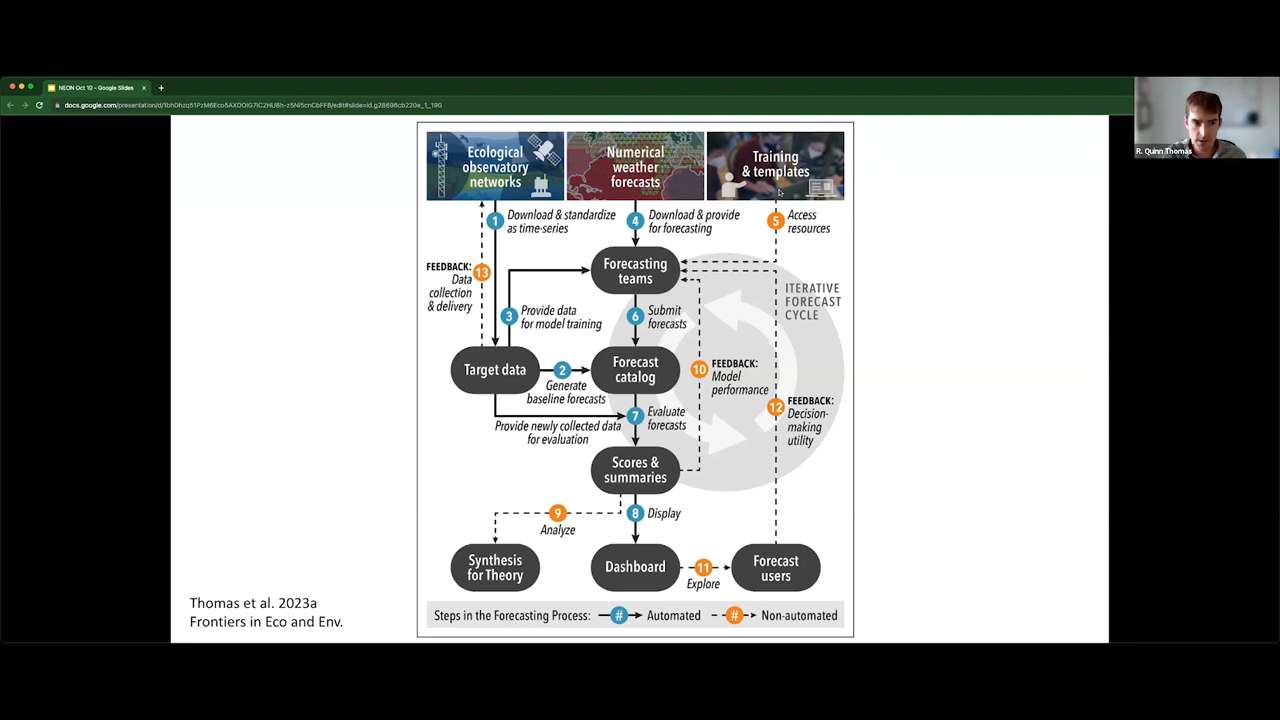 NEON Oct 10 - Google Slides
R. Quinn Thomas
Ecological
observatory
networks
Numerical
weather
forecasts
Training
& templates
1
Download & standardize
as time-series
4
Download & provide
for forecasting
5
Access
resources
FEEDBACK:
Data
collection
& delivery
13
Forecasting
teams
ITERATIVE
FORECAST
CYCLE
3
Provide data
for model training
6
Submit
forecasts
Target data
2
Generate
baseline forecasts
Forecast
catalog
10
FEEDBACK:
Model
performance
12
FEEDBACK:
Decision-
making
utility
Provide newly collected data
for evaluation
7
Evaluate
forecasts
Scores &
summaries
9
Analyze
8
Display
Synthesis
for Theory
Dashboard
11
Explore
Forecast
users
Thomas et al. 2023a
Frontiers in Eco and Env.
Steps in the Forecasting Process: # Automated # Non-automated